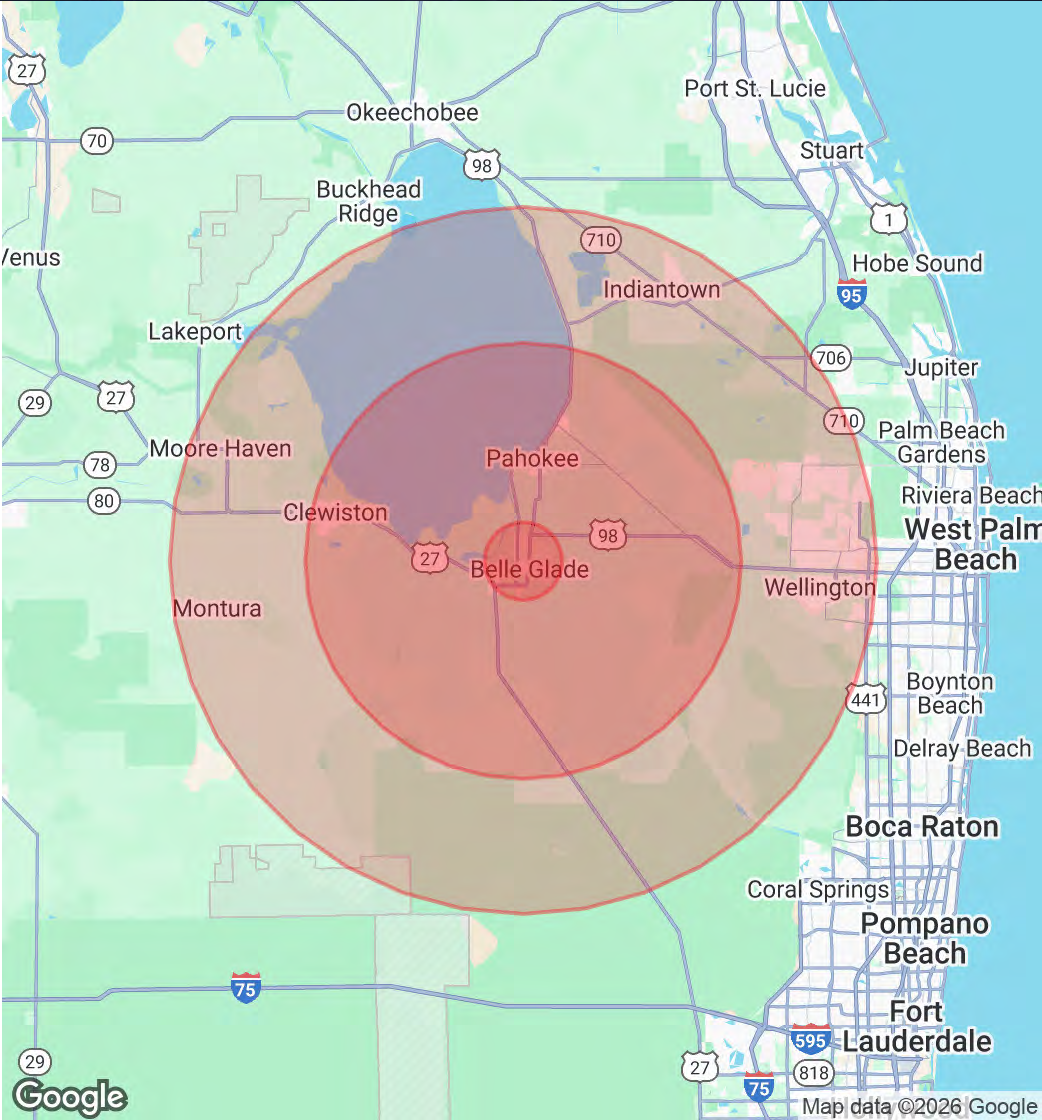 27
Port St. Lucie
Okeechobee
70
Stuart
98
Buckhead
Ridge
1
710
Venus
Hobe Sound
Indiantown
95
Lakeport
706
Jupiter
27
29
710
Palm Beach
Gardens
Moore Haven
Pahokee
78
Riviera Beach
80
Clewiston
West Palm
Beach
98
27
Belle Glade
Wellington
Montura
Boynton
Beach
441
Delray Beach
Boca Raton
Coral Springs
Pompano
Beach
75
Fort
Lauderdale
595
29
27
818
75
Google
Hollywood
Map data ©2026 Google